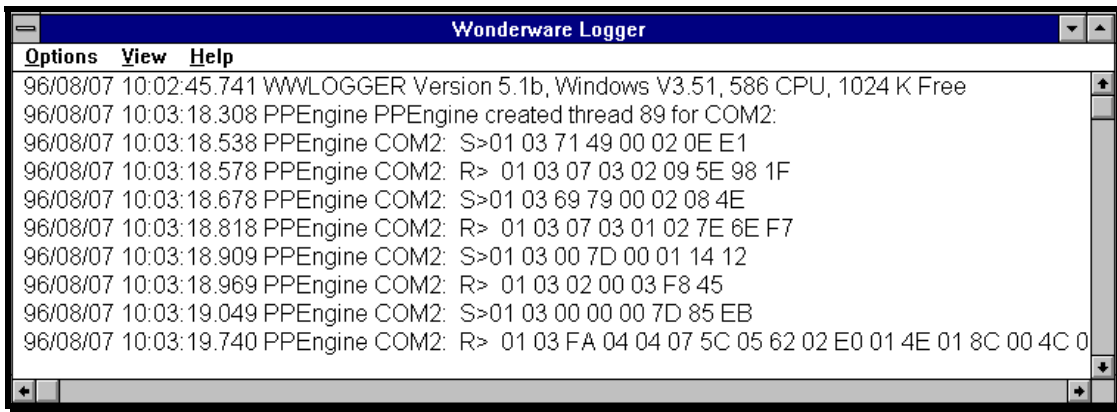 Wonderware Logger
Options View Help
96/08/07 10:02:45.741 WWLOGGER Version 5.1b, Windows V3.51, 586 CPU, 1024 K Free
96/08/07 10:03:18.308 PPEngine PPEngine created thread 89 for COM2:
96/08/07 10:03:18.538 PPEngine COM2: S>01 03 71 49 00 02 0E E1
96/08/07 10:03:18.578 PPEngine COM2: R> 01 03 07 03 02 09 5E 98 1F
96/08/07 10:03:18.678 PPEngine COM2: S>01 03 69 79 00 02 08 4E
96/08/07 10:03:18.818 PPEngine COM2: R> 01 03 07 03 01 02 7E 6E F7
96/08/07 10:03:18.909 PPEngine COM2: S>01 03 00 7D 00 01 14 12
96/08/07 10:03:18.969 PPEngine COM2: R> 01 03 02 00 03 F8 45
96/08/07 10:03:19.049 PPEngine COM2: S>01 03 00 00 00 7D 85 EB
96/08/07 10:03:19.740 PPEngine COM2: R> 01 03 FA 04 04 07 5C 05 62 02 E0 01 4E 01 8C 00 4C 0